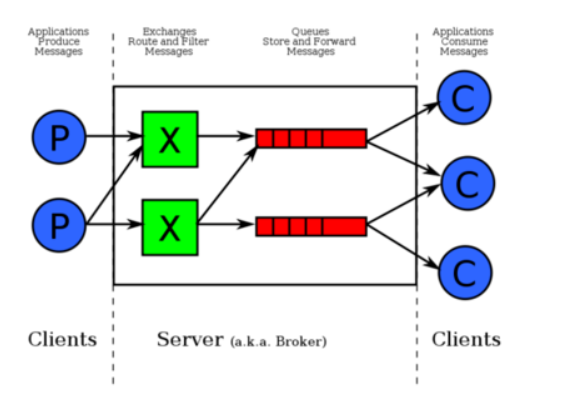 Applications
Produce
Messages
Exchanges
Route and Filter
Messages
Queues
Store and Forward
Messages
Applications
Consume
Messages
P
X
C
P
X
C
C
Clients
Server (a.k.a. Broker)
Clients